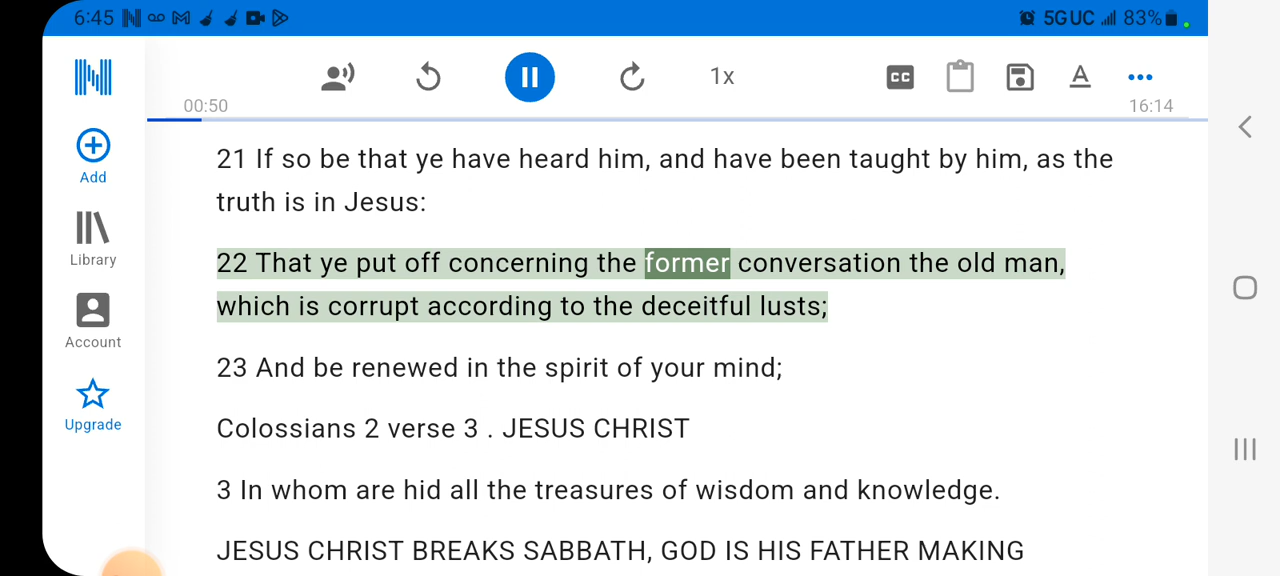 6:45 5GUC 83%
1x
00:50 16:14
Add
Library
Account
Upgrade
21 If so be that ye have heard him, and have been taught by him, as the
truth is in Jesus:
22 That ye put off concerning the former conversation the old man,
which is corrupt according to the deceitful lusts;
23 And be renewed in the spirit of your mind;
Colossians 2 verse 3 . JESUS CHRIST
3 In whom are hid all the treasures of wisdom and knowledge.
JESUS CHRIST BREAKS SABBATH, GOD IS HIS FATHER MAKING